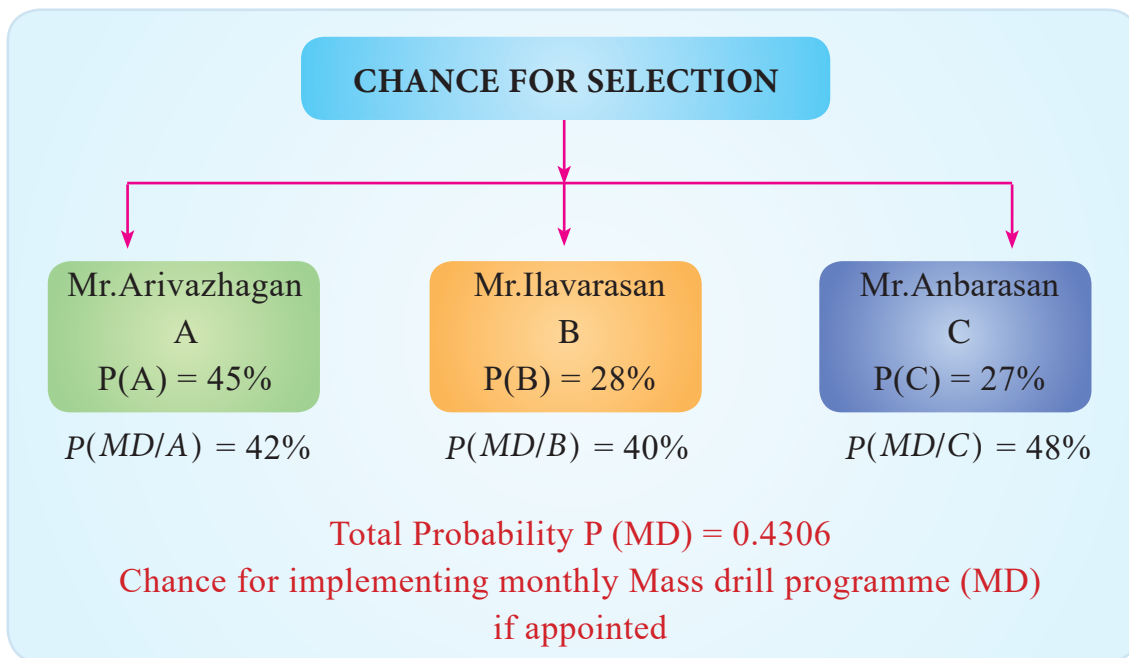 CHANCE FOR SELECTION
Mr.Arivazhagan
A
P(A) = 45%
P(MD/A) = 42%
Mr.Ilavarasan
B
P(B) = 28%
P(MD/B) = 40%
Mr.Anbarasan
C
P(C) = 27%
P(MD/C) = 48%
Total Probability P (MD) = 0.4306
Chance for implementing monthly Mass drill programme (MD)
if appointed